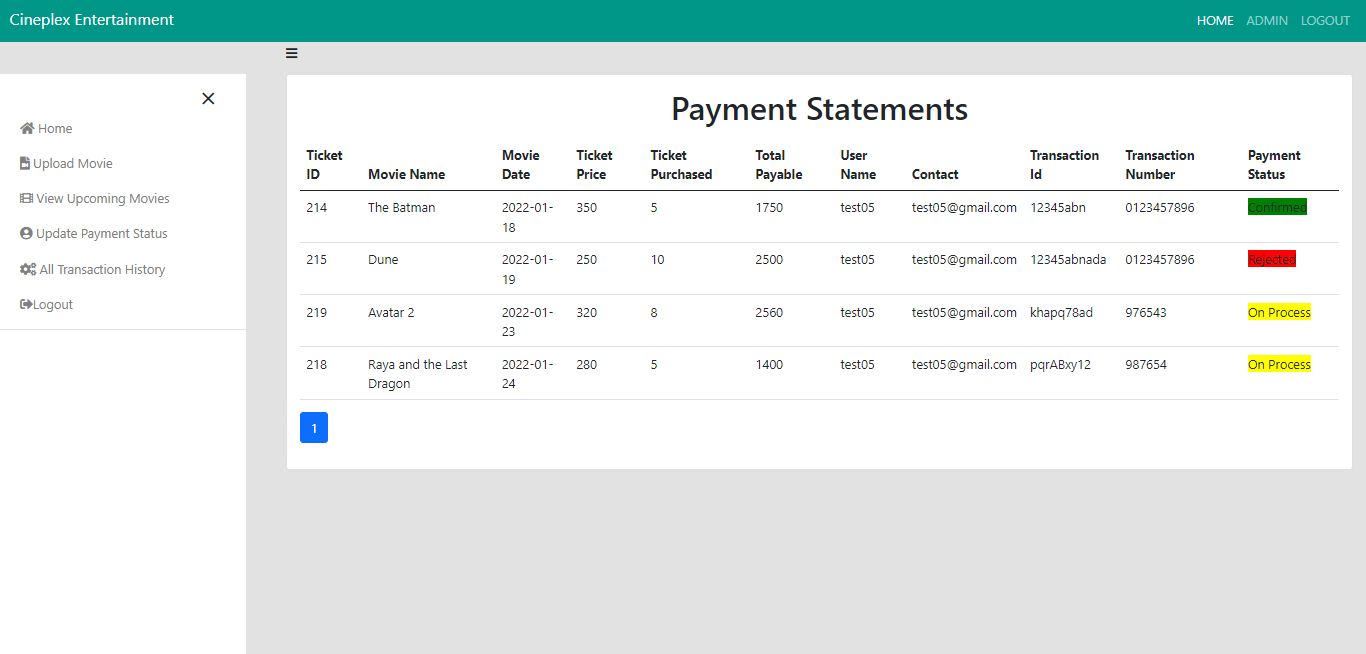 Cineplex Entertainment
HOME ADMIN LOGOUT
Home
Upload Movie
View Upcoming Movies
Update Payment Status
All Transaction History
Logout
Payment Statements
Ticket ID Movie Name Movie Date Ticket Price Ticket Purchased Total Payable User Name Contact Transaction Id Transaction Number Payment Status
214 The Batman 2022-01-18 350 5 1750 test05 test05@gmail.com 12345abn 0123457896 Confirmed
215 Dune 2022-01-19 250 10 2500 test05 test05@gmail.com 12345abnada 0123457896 Rejected
219 Avatar 2 2022-01-23 320 8 2560 test05 test05@gmail.com khapq78ad 976543 On Process
218 Raya and the Last Dragon 2022-01-24 280 5 1400 test05 test05@gmail.com pqrABxy12 987654 On Process
1